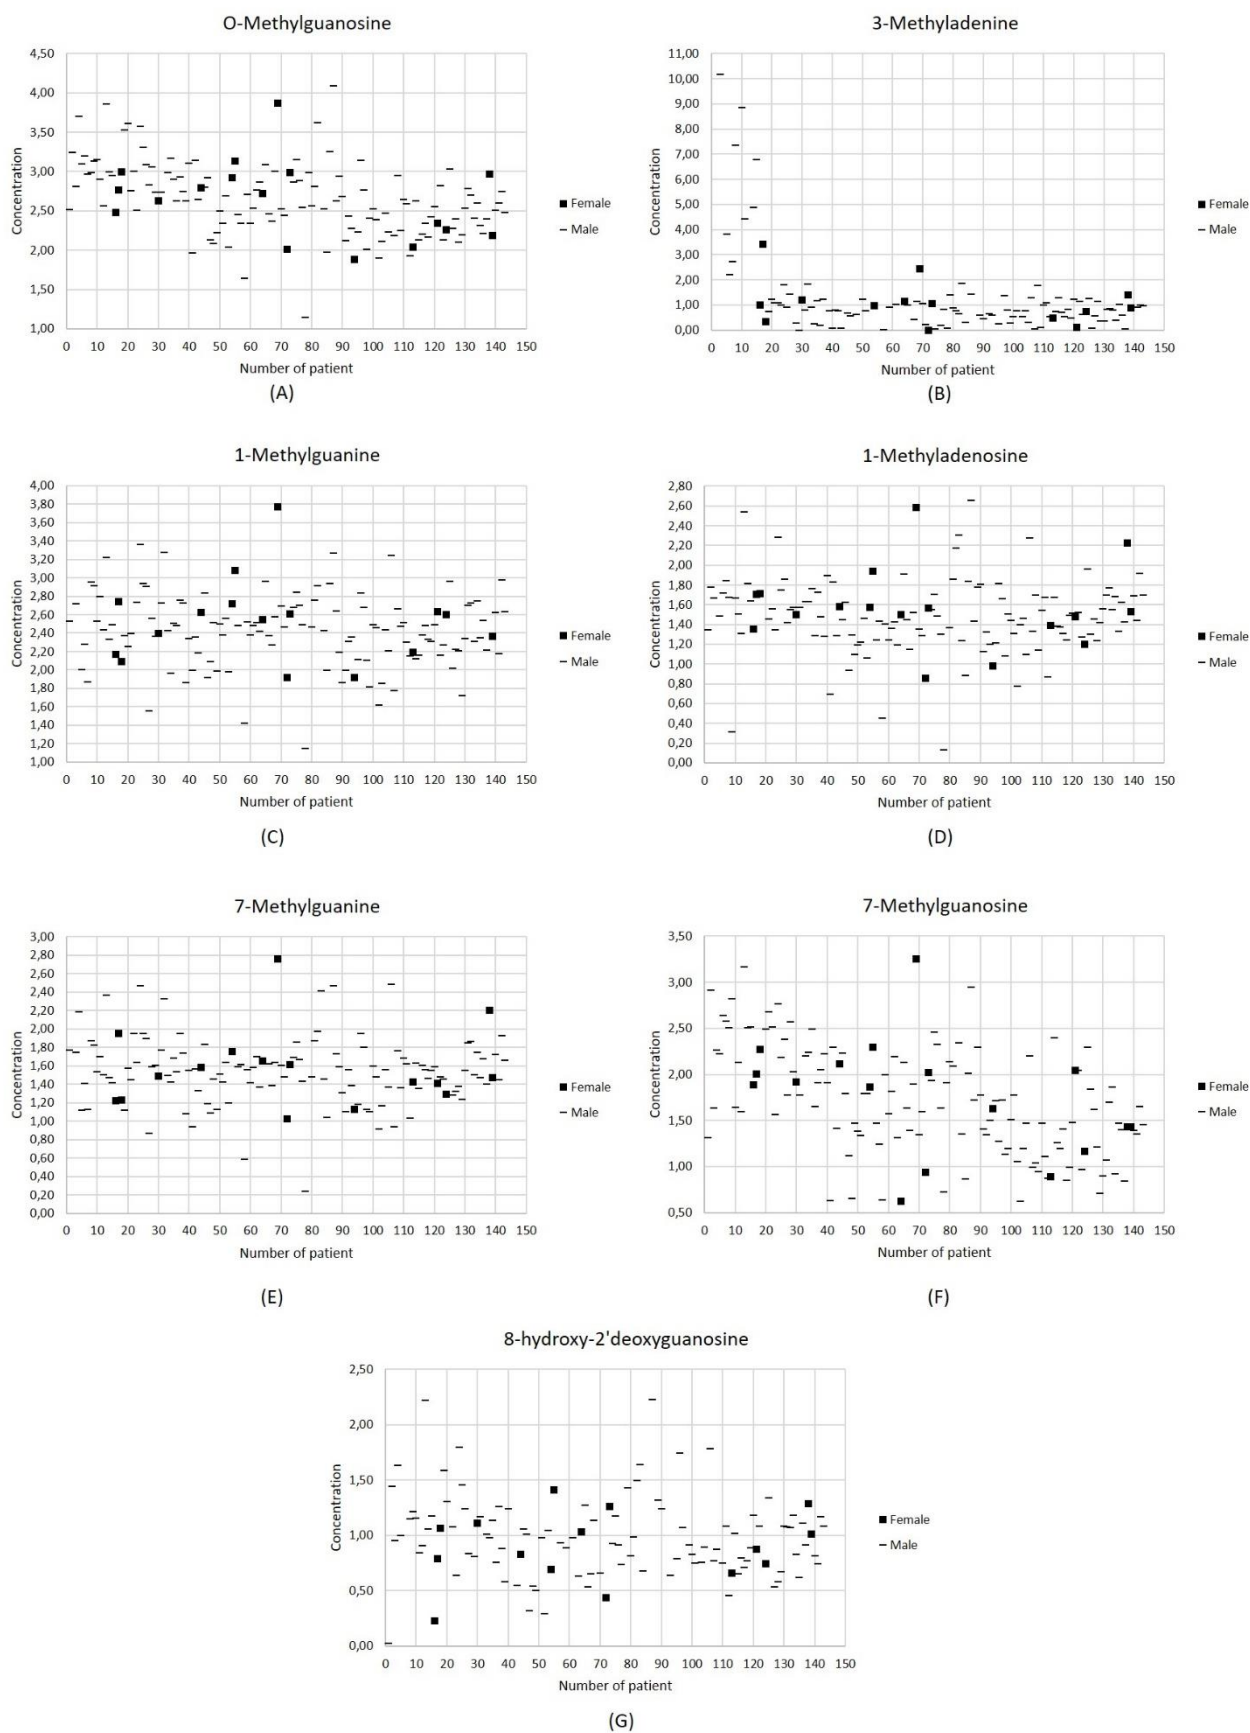 O-Methylguanosine
4,50
4,00
3,50
3,00
2,50
2,00
1,50
1,00
Concentration
0 10 20 30 40 50 60 70 80 90 100 110 120 130 140 150
Number of patient
Female
Male
(A)
3-Methyladenine
11,00
10,00
9,00
8,00
7,00
6,00
5,00
4,00
3,00
2,00
1,00
0,00
Concentration
0 10 20 30 40 50 60 70 80 90 100 110 120 130 140 150
Number of patient
Female
Male
(B)
1-Methylguanine
4,00
3,80
3,60
3,40
3,20
3,00
2,80
2,60
2,40
2,20
2,00
1,80
1,60
1,40
1,20
1,00
Concentration
0 10 20 30 40 50 60 70 80 90 100 110 120 130 140 150
Number of patient
Female
Male
(C)
1-Methyladenosine
2,80
2,60
2,40
2,20
2,00
1,80
1,60
1,40
1,20
1,00
0,80
0,60
0,40
0,20
0,00
Concentration
0 10 20 30 40 50 60 70 80 90 100 110 120 130 140 150
Number of patient
Female
Male
(D)
7-Methylguanine
3,00
2,80
2,60
2,40
2,20
2,00
1,80
1,60
1,40
1,20
1,00
0,80
0,60
0,40
0,20
0,00
Concentration
0 10 20 30 40 50 60 70 80 90 100 110 120 130 140 150
Number of patient
Female
Male
(E)
7-Methylguanosine
3,50
3,00
2,50
2,00
1,50
1,00
0,50
Concentration
0 10 20 30 40 50 60 70 80 90 100 110 120 130 140 150
Number of patient
Female
Male
(F)
8-hydroxy-2'deoxyguanosine
2,50
2,00
1,50
1,00
0,50
0,00
Concentration
0 10 20 30 40 50 60 70 80 90 100 110 120 130 140 150
Number of patient
Female
Male
(G)